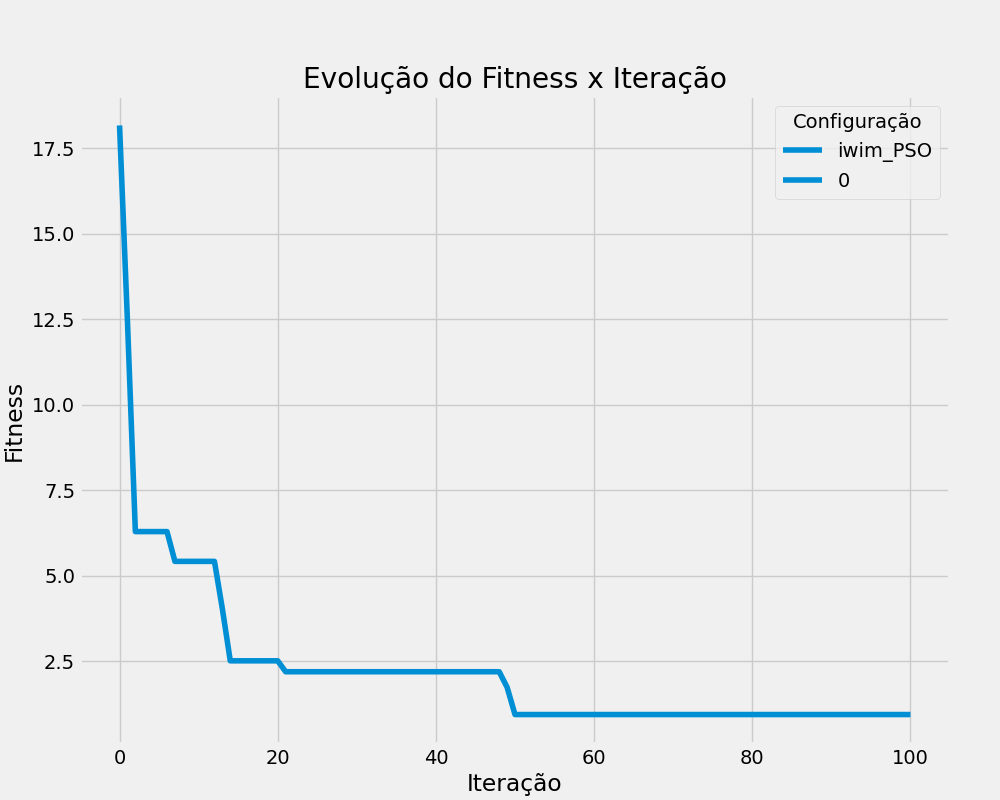 Evolução do Fitness x Iteração
Configuração
iwim_PSO
0
Fitness
17.5
15.0
12.5
10.0
7.5
5.0
2.5
0 20 40 60 80 100
Iteração